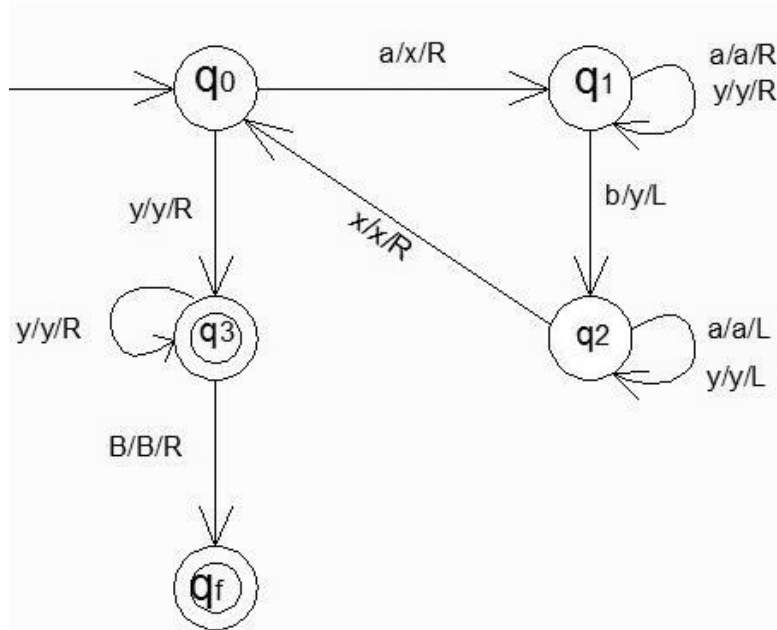 a/x/R
q0
q1
a/a/R
y/y/R
y/y/R
x/x/R
b/y/L
y/y/R
q3
q2
a/a/L
y/y/L
B/B/R
qf